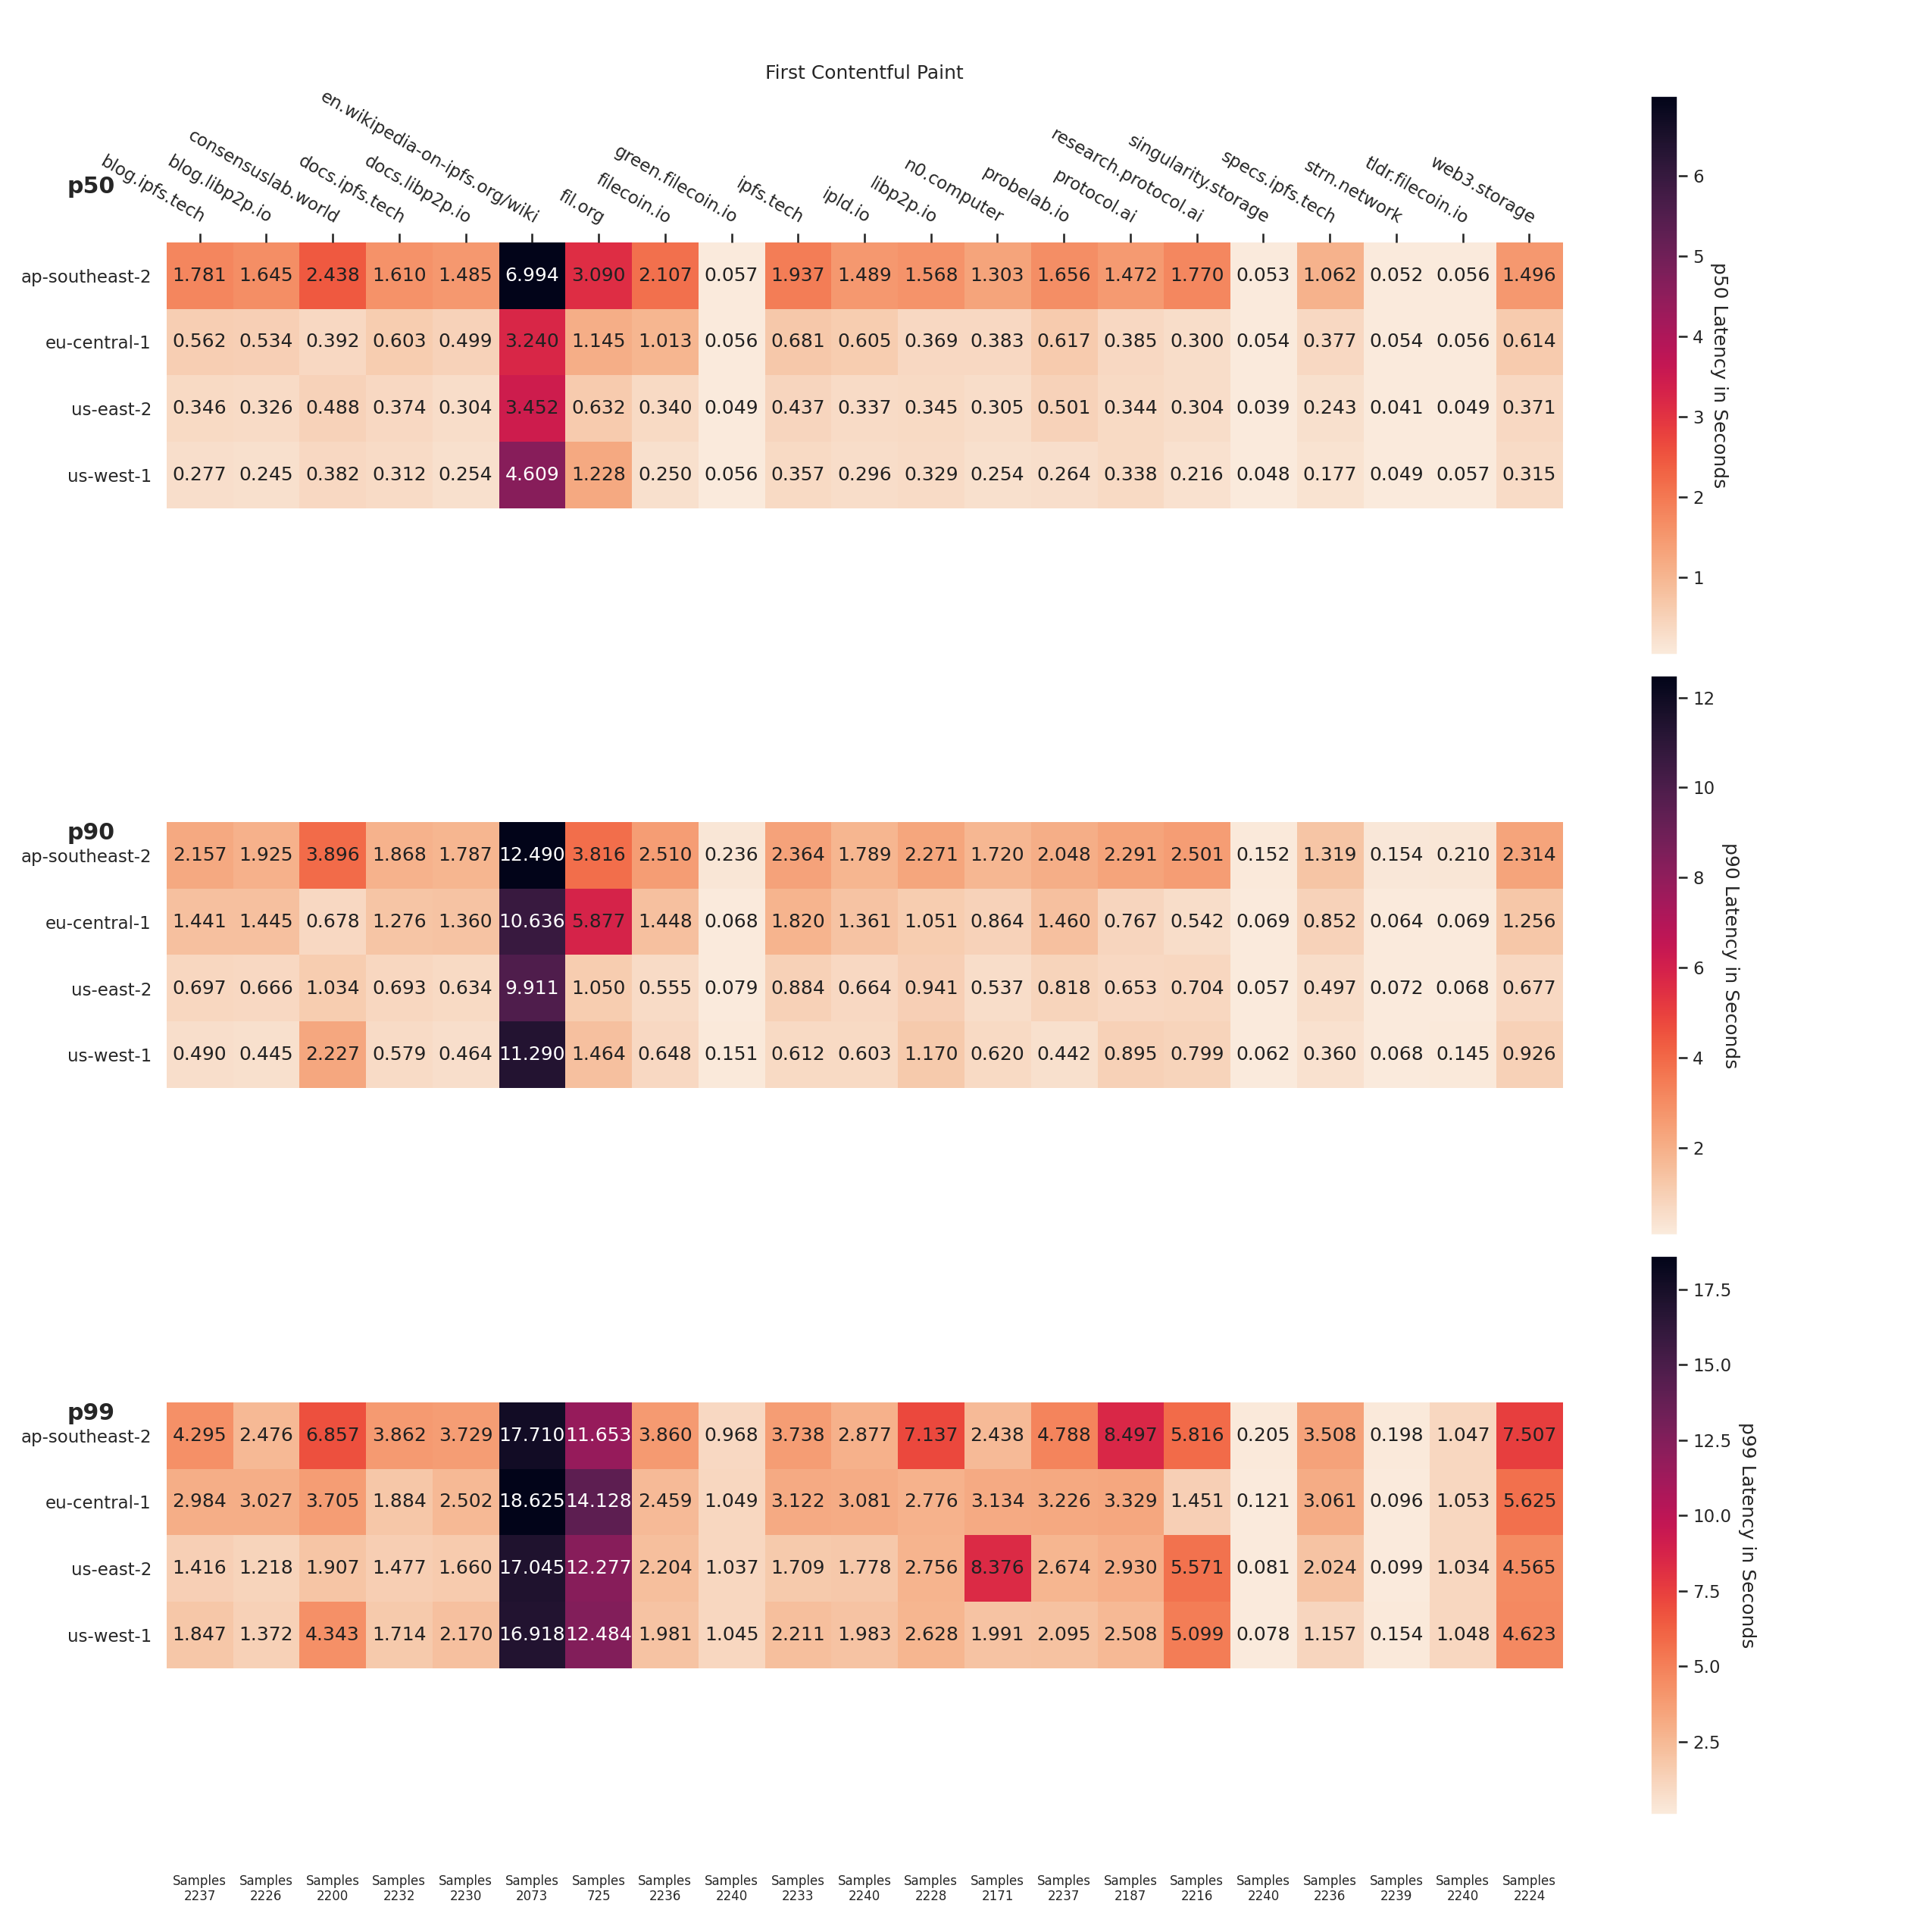 First Contentful Paint
p50
blog.ipfs.tech
blog.libp2p.io
consensuslab.world
docs.ipfs.tech
docs.libp2p.io
en.wikipedia-on-ipfs.org/wiki
fil.org
filecoin.io
green.filecoin.io
ipfs.tech
ipld.io
libp2p.io
n0.computer
probelab.io
protocol.ai
research.protocol.ai
singularity.storage
specs.ipfs.tech
strn.network
tldr.filecoin.io
web3.storage
ap-southeast-2 1.781 1.645 2.438 1.610 1.485 6.994 3.090 2.107 0.057 1.937 1.489 1.568 1.303 1.656 1.472 1.770 0.053 1.062 0.052 0.056 1.496
eu-central-1 0.562 0.534 0.392 0.603 0.499 3.240 1.145 1.013 0.056 0.681 0.605 0.369 0.383 0.617 0.385 0.300 0.054 0.377 0.054 0.056 0.614
us-east-2 0.346 0.326 0.488 0.374 0.304 3.452 0.632 0.340 0.049 0.437 0.337 0.345 0.305 0.501 0.344 0.304 0.039 0.243 0.041 0.049 0.371
us-west-1 0.277 0.245 0.382 0.312 0.254 4.609 1.228 0.250 0.056 0.357 0.296 0.329 0.254 0.264 0.338 0.216 0.048 0.177 0.049 0.057 0.315
6
5
4
3
2
1
p50 Latency in Seconds
p90
ap-southeast-2 2.157 1.925 3.896 1.868 1.787 12.490 3.816 2.510 0.236 2.364 1.789 2.271 1.720 2.048 2.291 2.501 0.152 1.319 0.154 0.210 2.314
eu-central-1 1.441 1.445 0.678 1.276 1.360 10.636 5.877 1.448 0.068 1.820 1.361 1.051 0.864 1.460 0.767 0.542 0.069 0.852 0.064 0.069 1.256
us-east-2 0.697 0.666 1.034 0.693 0.634 9.911 1.050 0.555 0.079 0.884 0.664 0.941 0.537 0.818 0.653 0.704 0.057 0.497 0.072 0.068 0.677
us-west-1 0.490 0.445 2.227 0.579 0.464 11.290 1.464 0.648 0.151 0.612 0.603 1.170 0.620 0.442 0.895 0.799 0.062 0.360 0.068 0.145 0.926
12
10
8
6
4
2
p90 Latency in Seconds
p99
ap-southeast-2 4.295 2.476 6.857 3.862 3.729 17.710 11.653 3.860 0.968 3.738 2.877 7.137 2.438 4.788 8.497 5.816 0.205 3.508 0.198 1.047 7.507
eu-central-1 2.984 3.027 3.705 1.884 2.502 18.625 14.128 2.459 1.049 3.122 3.081 2.776 3.134 3.226 3.329 1.451 0.121 3.061 0.096 1.053 5.625
us-east-2 1.416 1.218 1.907 1.477 1.660 17.045 12.277 2.204 1.037 1.709 1.778 2.756 8.376 2.674 2.930 5.571 0.081 2.024 0.099 1.034 4.565
us-west-1 1.847 1.372 4.343 1.714 2.170 16.918 12.484 1.981 1.045 2.211 1.983 2.628 1.991 2.095 2.508 5.099 0.078 1.157 0.154 1.048 4.623
17.5
15.0
12.5
10.0
7.5
5.0
2.5
p99 Latency in Seconds
Samples Samples Samples Samples Samples Samples Samples Samples Samples Samples Samples Samples Samples Samples Samples Samples Samples Samples Samples Samples Samples
2237 2226 2200 2232 2230 2073 725 2236 2240 2233 2240 2228 2171 2237 2187 2216 2240 2236 2239 2240 2224